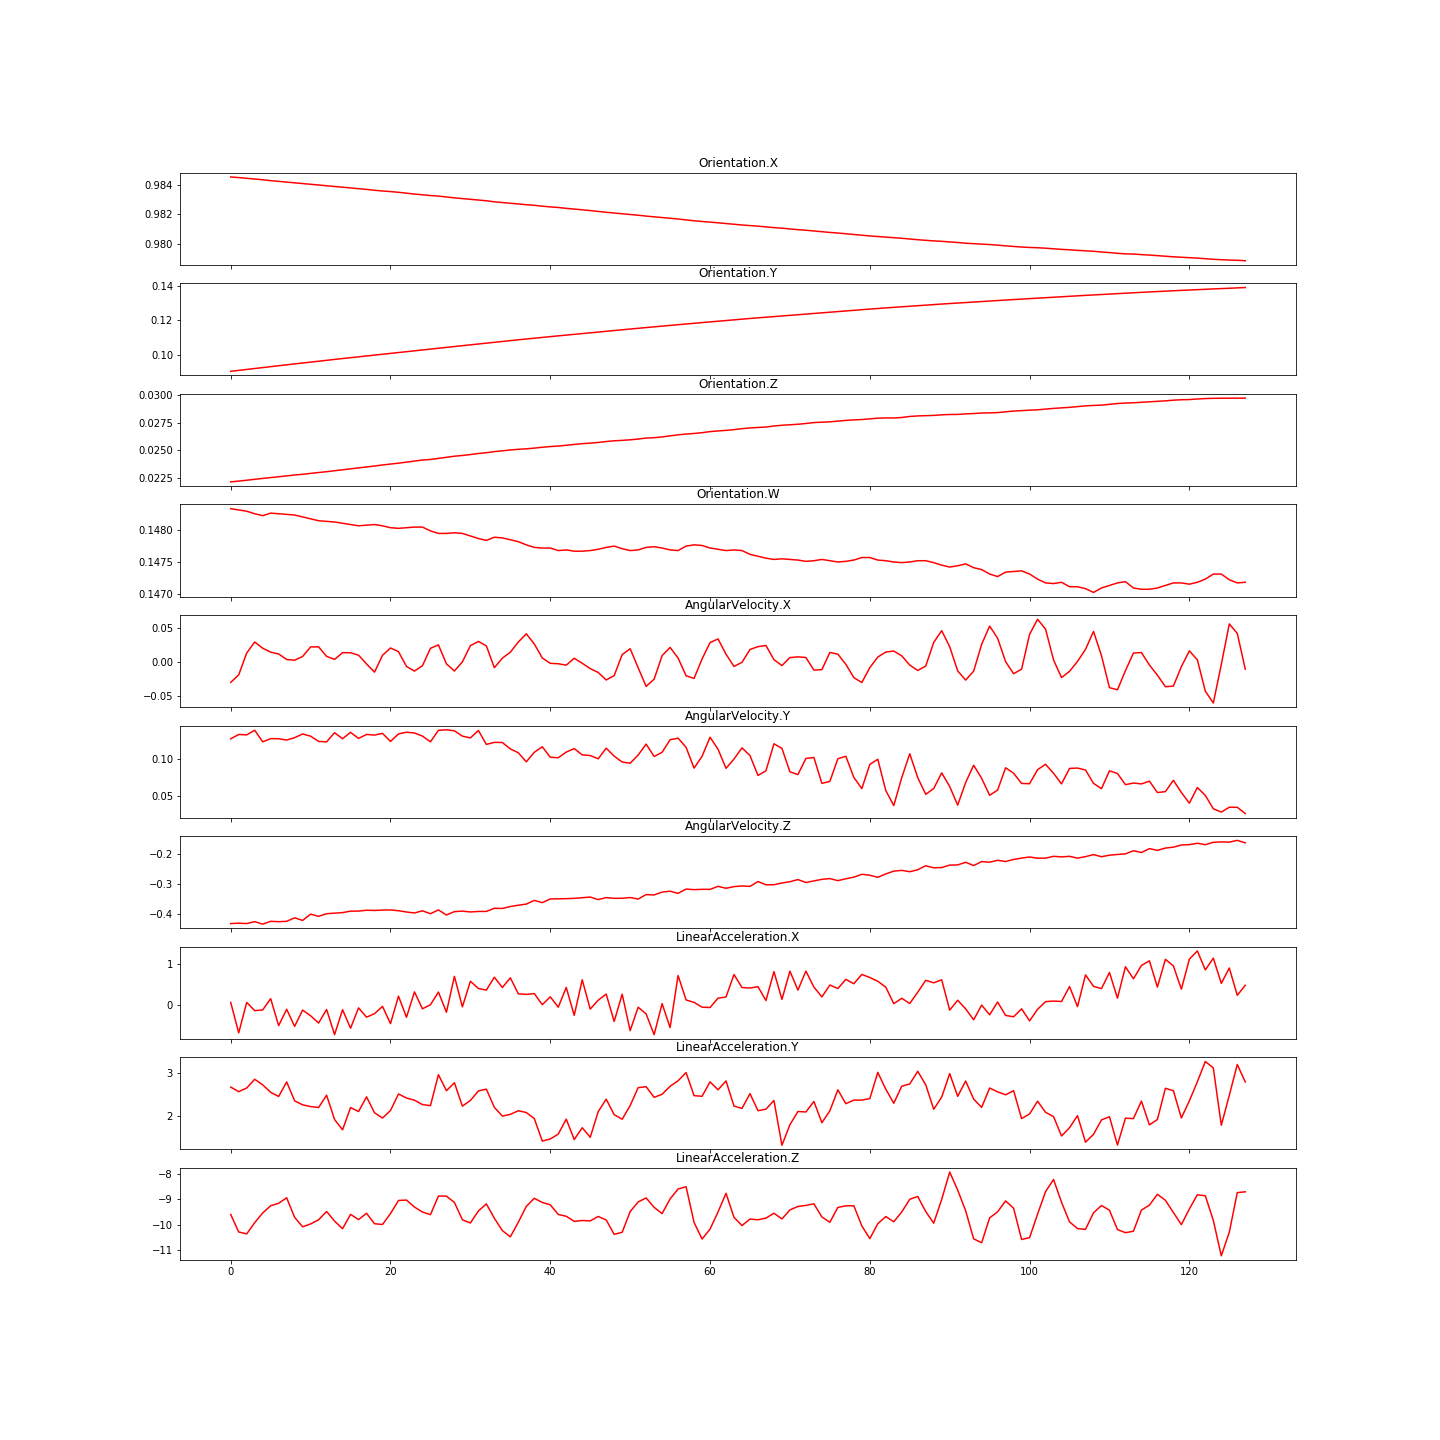 Orientation.X
0.984
0.982
0.980
Orientation.Y
0.14
0.12
0.10
Orientation.Z
0.0300
0.0275
0.0250
0.0225
Orientation.W
0.1480
0.1475
0.1470
AngularVelocity.X
0.05
0.00
−0.05
AngularVelocity.Y
0.10
0.05
AngularVelocity.Z
−0.2
−0.3
−0.4
LinearAcceleration.X
1
0
LinearAcceleration.Y
3
2
LinearAcceleration.Z
−8
−9
−10
−11
0 20 40 60 80 100 120